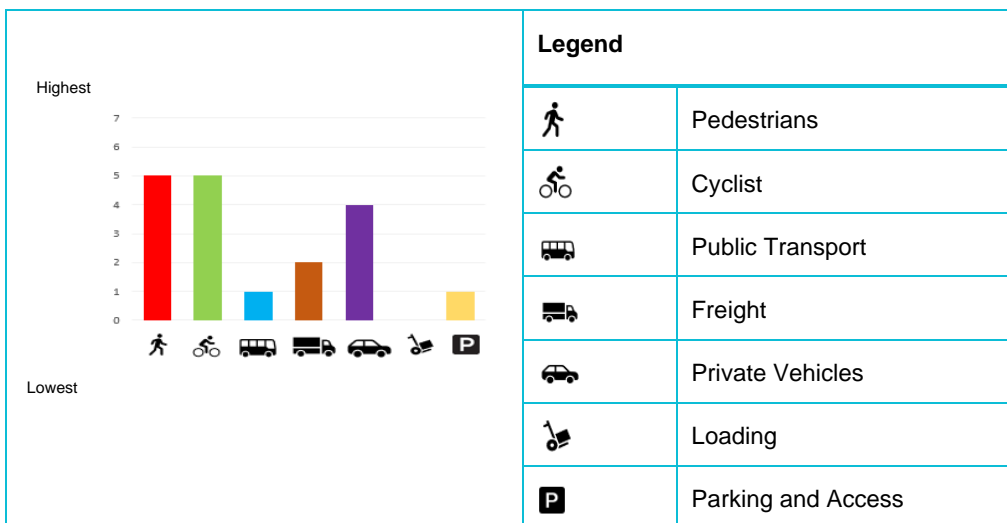 Highest
7
6
5
4
3
2
1
0
P
Lowest
Legend
Pedestrians
Cyclist
Public Transport
Freight
Private Vehicles
Loading
P Parking and Access